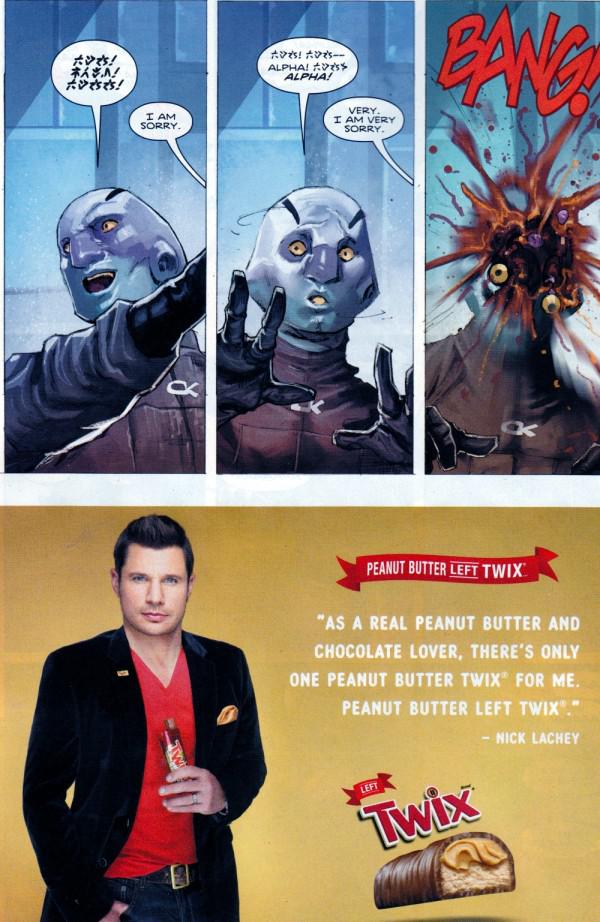 I AM
SORRY.
ALPHA!
ALPHA!
VERY.
I AM VERY
SORRY.
BANG!
PEANUT BUTTER LEFT TWIX
"AS A REAL PEANUT BUTTER AND
CHOCOLATE LOVER, THERE'S ONLY
ONE PEANUT BUTTER TWIX® FOR ME.
PEANUT BUTTER LEFT TWIX®."
– NICK LACHEY
TWIX
LEFT
TWIX